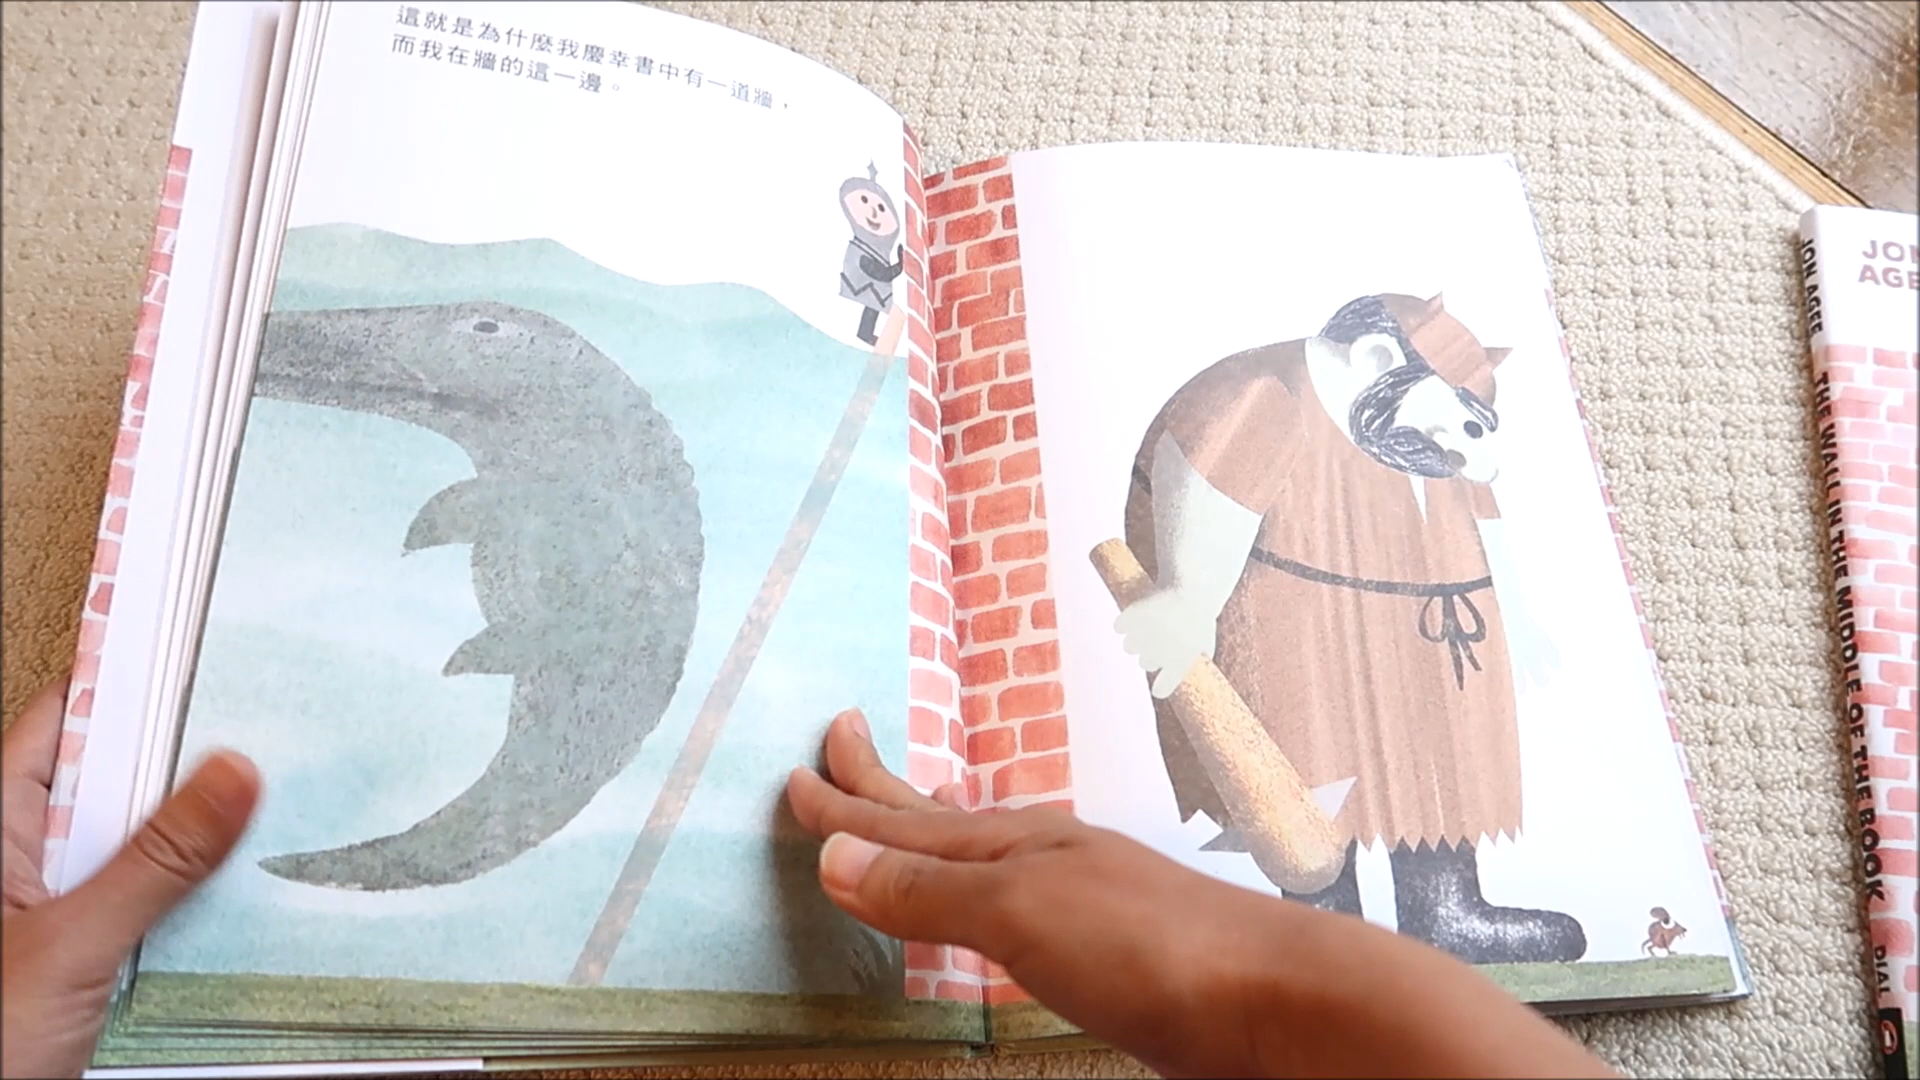 這就是為什麼我慶幸書中有一道牆，
而我在牆的這一邊。
JON
AGEE
JON AGEE THE WALL IN THE MIDDLE OF THE BOOK DIAL